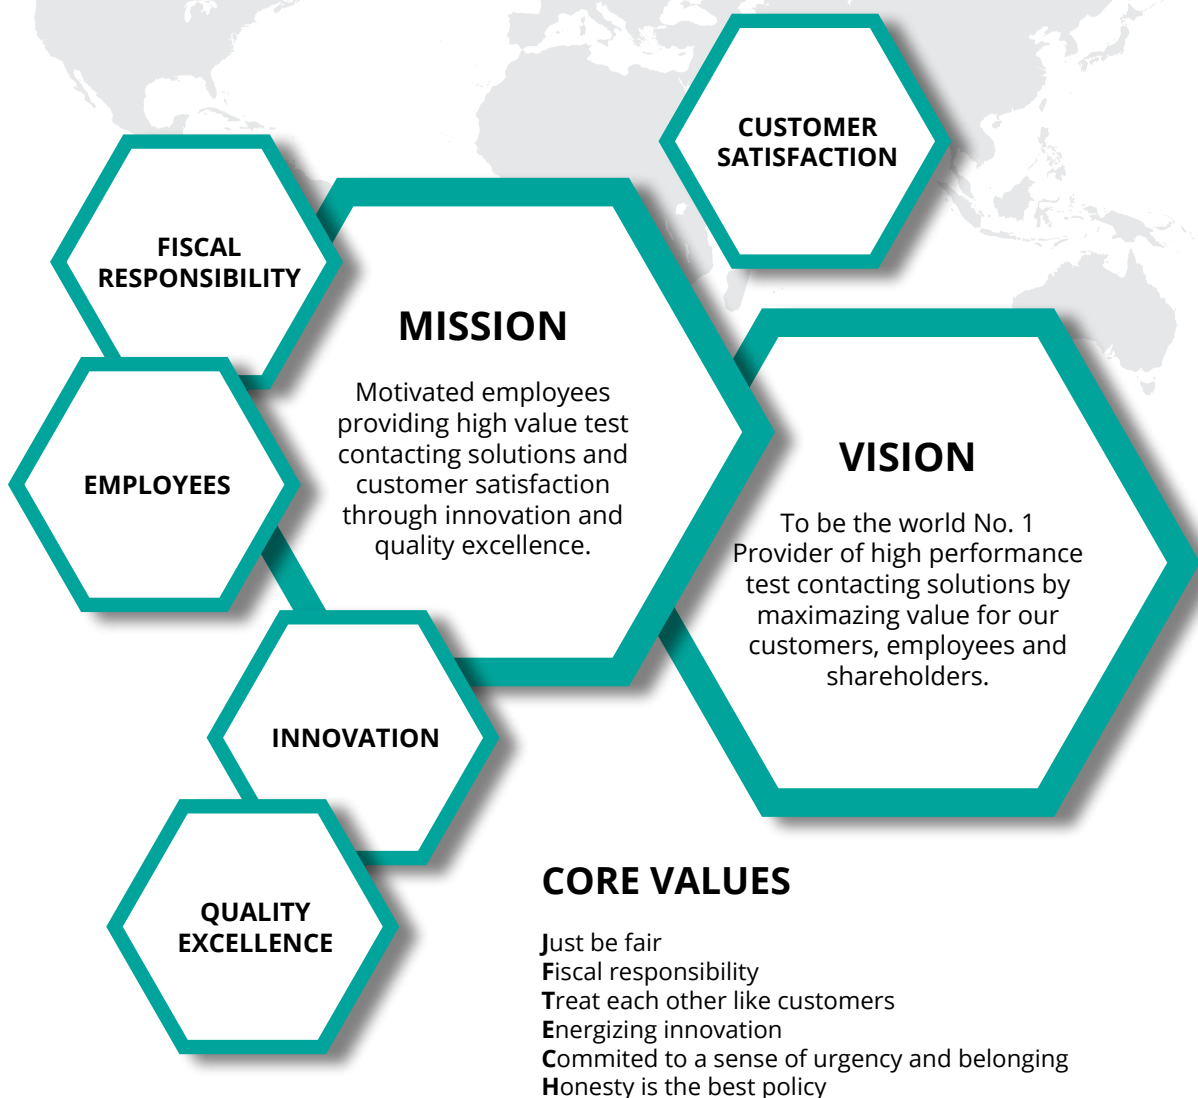 CUSTOMER
SATISFACTION
FISCAL
RESPONSIBILITY
MISSION
Motivated employees
providing high value test
contacting solutions and
customer satisfaction
through innovation and
quality excellence.
EMPLOYEES
VISION
To be the world No. 1
Provider of high performance
test contacting solutions by
maximazing value for our
customers, employees and
shareholders.
INNOVATION
QUALITY
EXCELLENCE
CORE VALUES
Just be fair
Fiscal responsibility
Treat each other like customers
Energizing innovation
Commited to a sense of urgency and belonging
Honesty is the best policy